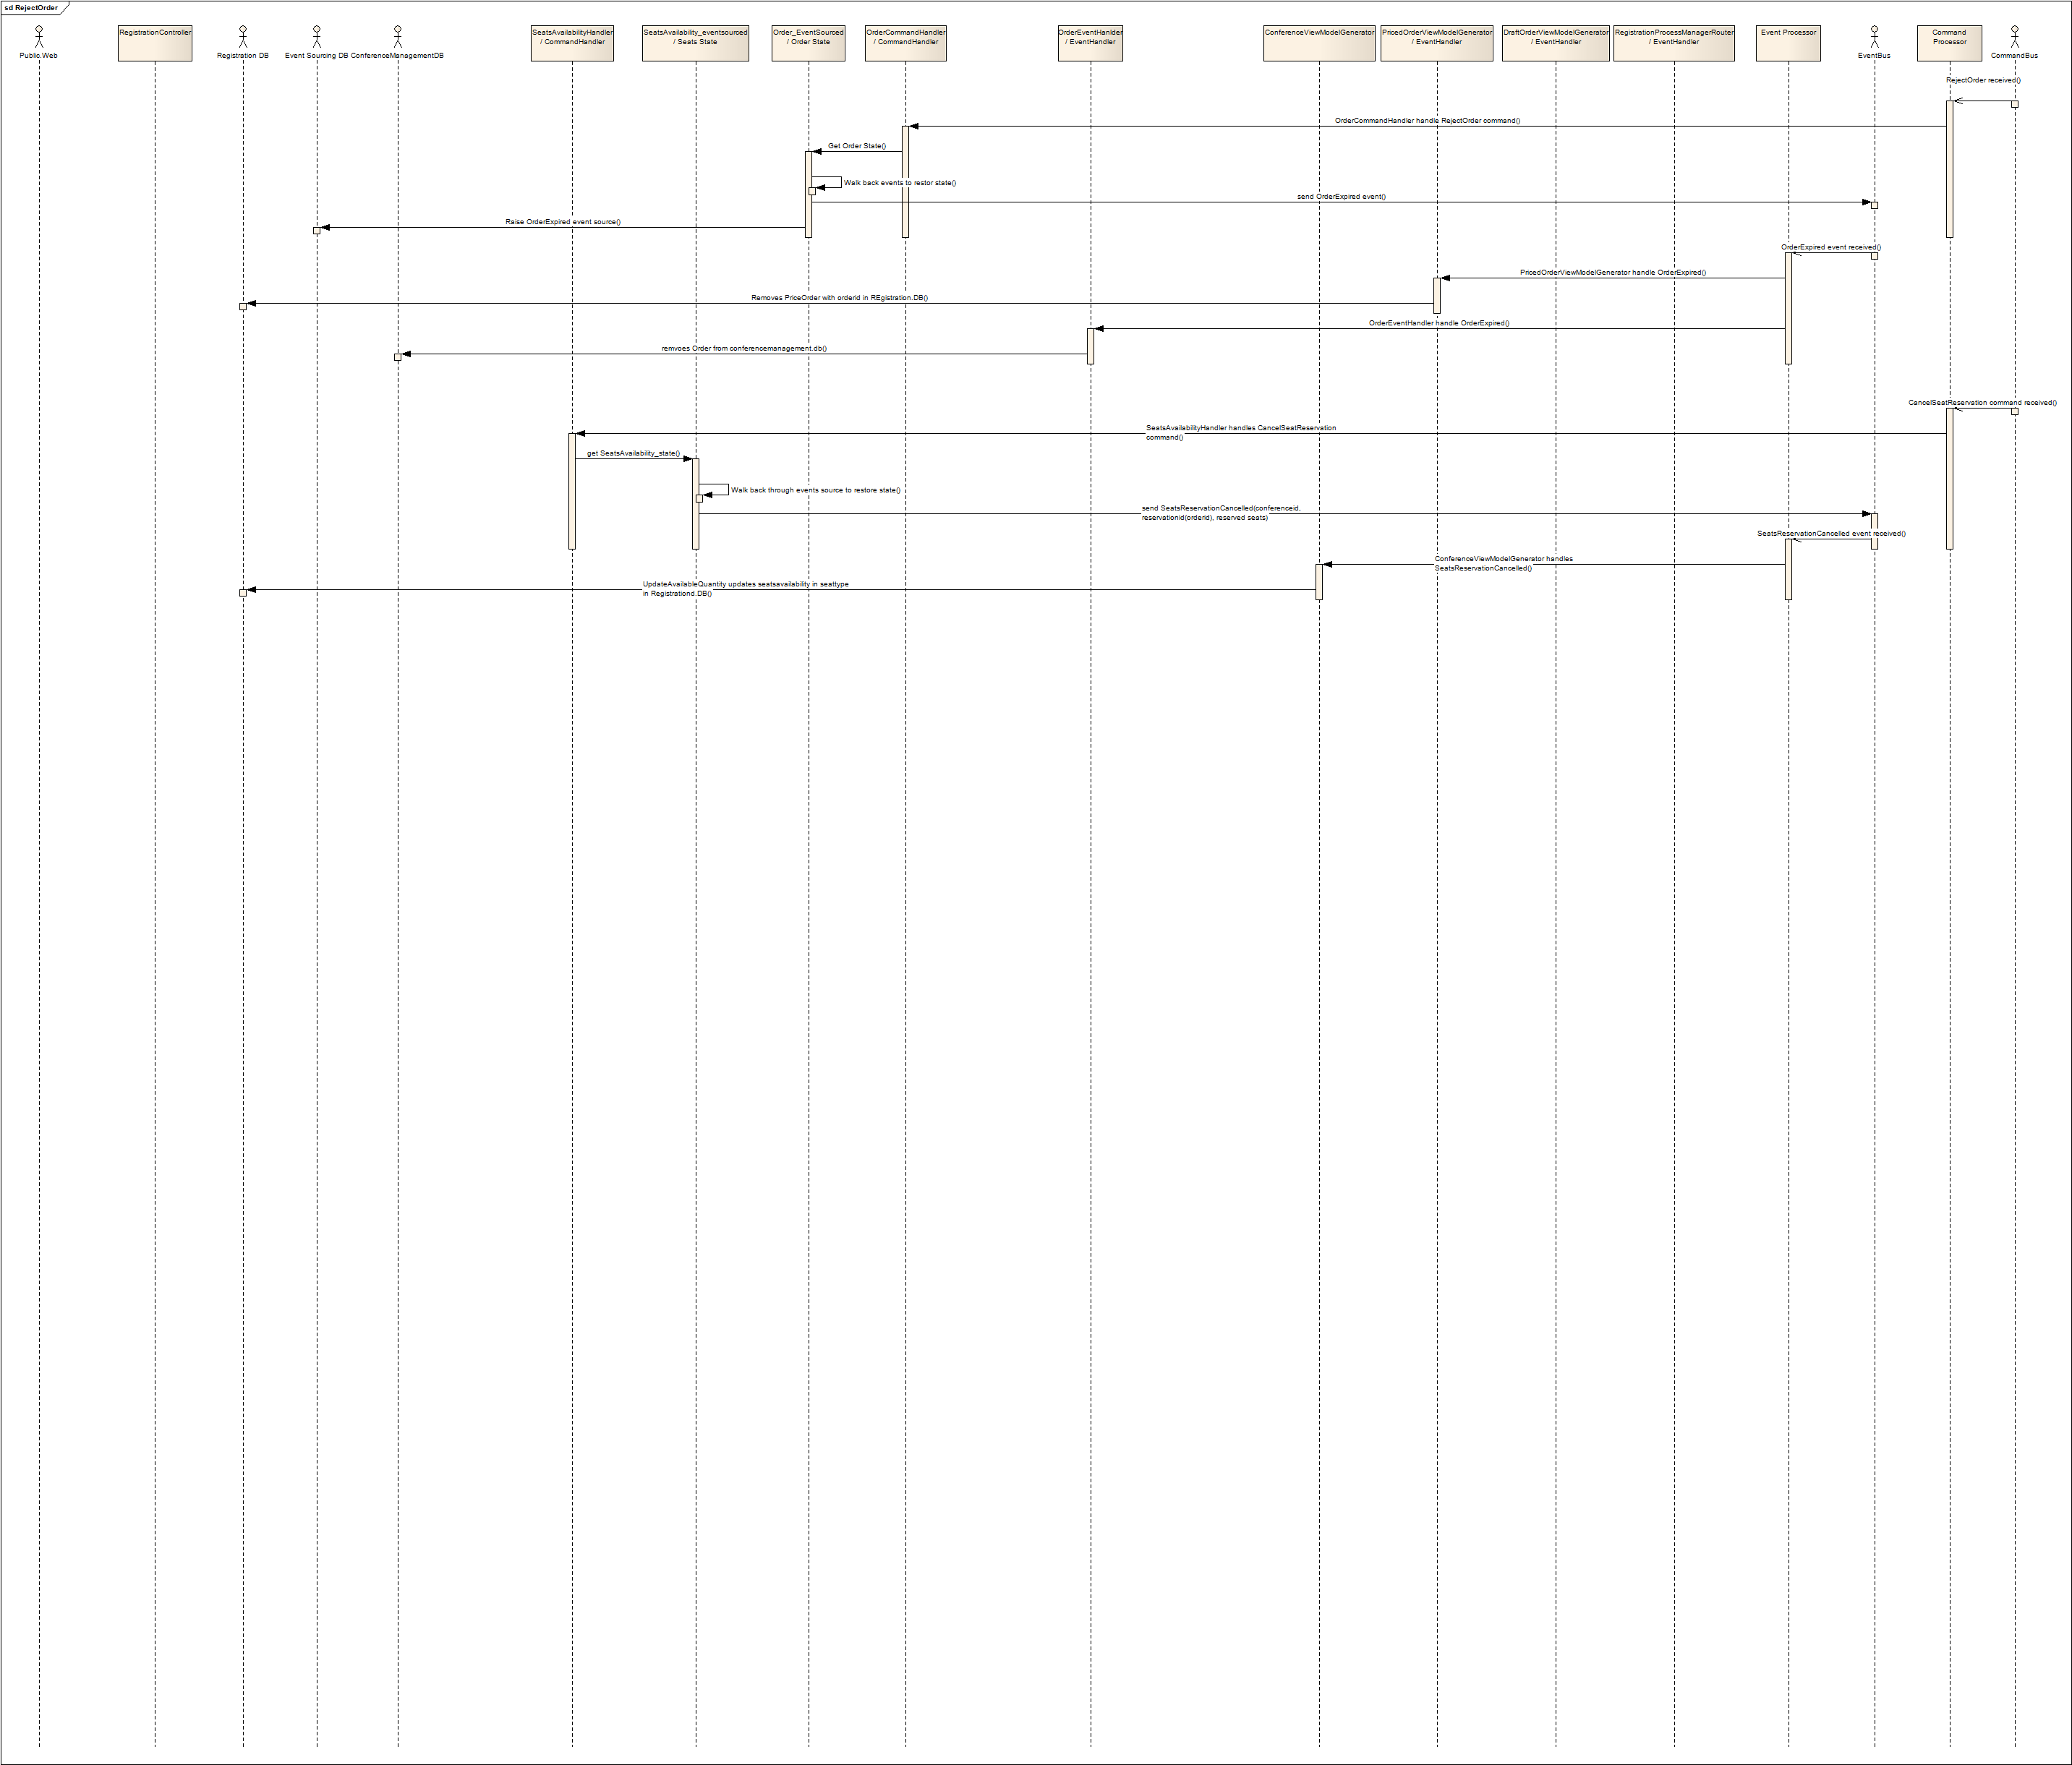 sd RejectOrder
Public.Web
RegistrationController
Registration DB
Event Sourcing DB
ConferenceManagementDB
SeatsAvailabilityHandler
/ CommandHandler
SeatsAvailability_eventsourced
/ Seats State
Order_EventSourced
/ Order State
OrderCommandHandler
/ CommandHandler
OrderEventHanlder
/ EventHandler
ConferenceViewModelGenerator
PricedOrderViewModelGenerator
/ EventHandler
DraftOrderViewModelGenerator
/ EventHandler
RegistrationProcessManagerRouter
/ EventHandler
Event Processor
EventBus
Command
Processor
CommandBus
RejectOrder received()
OrderCommandHandler handle RejectOrder command()
Get Order State()
Walk back events to restor state()
send OrderExpired event()
Raise OrderExpired event source()
OrderExpired event received()
PricedOrderViewModelGenerator handle OrderExpired()
Removes PriceOrder with orderid in REgistration.DB()
OrderEventHandler handle OrderExpired()
remvoes Order from conferencemanagement.db()
CancelSeatReservation command received()
SeatsAvailabilityHandler handles CancelSeatReservation
command()
get SeatsAvailability_state()
Walk back through events source to restore state()
send SeatsReservationCancelled(conferenceid,
reservationid(orderid), reserved seats)
SeatsReservationCancelled event received()
ConferenceViewModelGenerator handles
SeatsReservationCancelled()
UpdateAvailableQuantity updates seatsavailability in seattype
in Registrationd.DB()